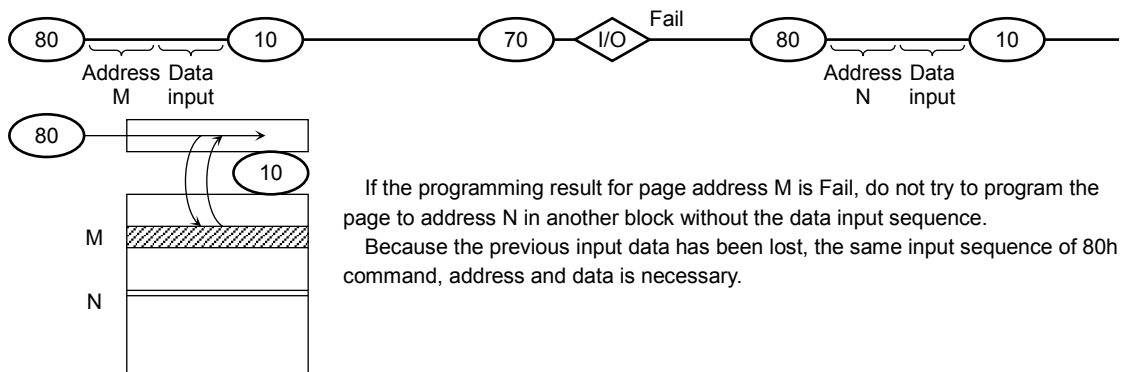 Fail
80 10 70 I/O 80 10
Address Data Address Data
M input N input
80
10
If the programming result for page address M is Fail, do not try to program the
M
page to address N in another block without the data input sequence.
Because the previous input data has been lost, the same input sequence of 80h
command, address and data is necessary.
N